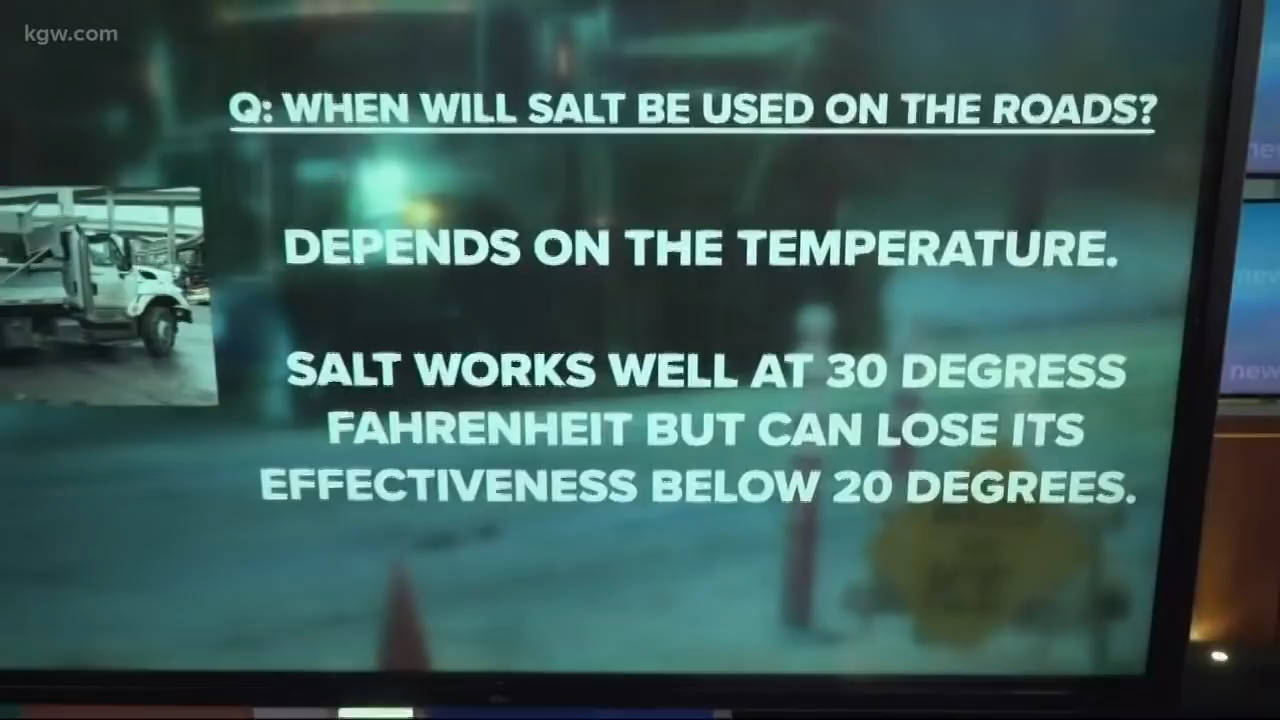 kgw.com
Q: WHEN WILL SALT BE USED ON THE ROADS?
DEPENDS ON THE TEMPERATURE.
SALT WORKS WELL AT 30 DEGRESS
FAHRENHEIT BUT CAN LOSE ITS
EFFECTIVENESS BELOW 20 DEGREES.